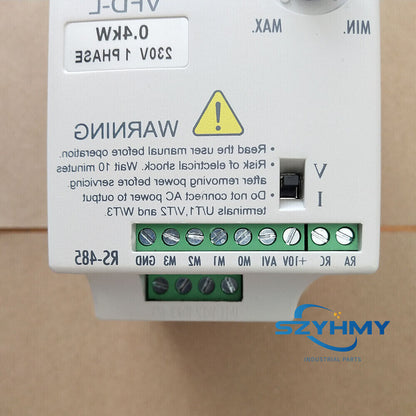 VFD-L
0.4kW
230V 1 PHASE
MIN.
MAX.
WARNING
• Read the user manual before operation.
• Risk of electrical shock. Wait 10 minutes
after removing power before servicing.
• Do not connect AC power to output
terminals U/T1,V/T2 and W/T3
V
I
RA RC +10V AVI M0 M1 M2 M3 GND RS-485
SZYHMY
INDUSTRIAL PARTS